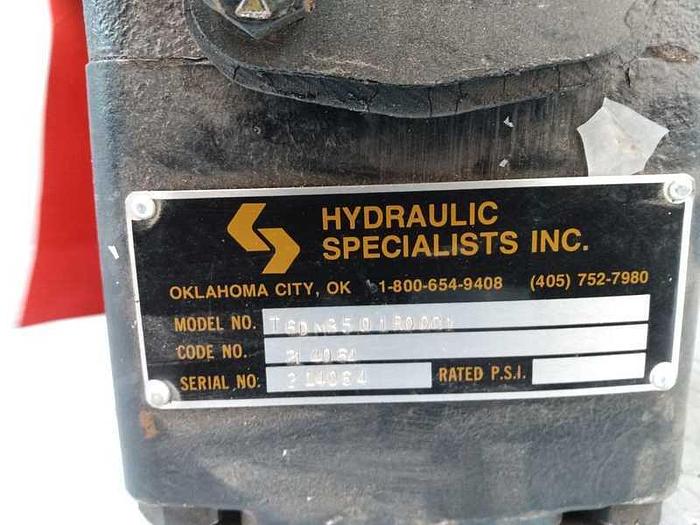 HYDRAULIC
SPECIALISTS INC.
OKLAHOMA CITY, OK 1-800-654-9408 (405) 752-7980
MODEL NO.
CODE NO.
SERIAL NO. RATED P.S.I.